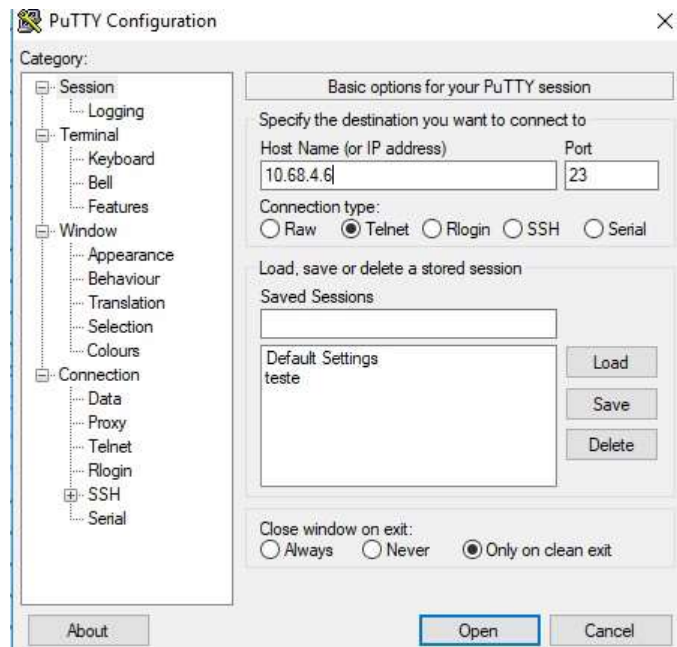 PuTTY Configuration
Category:
Session
Logging
Terminal
Keyboard
Bell
Features
Window
Appearance
Behaviour
Translation
Selection
Colours
Connection
Data
Proxy
Telnet
Rlogin
SSH
Serial
Basic options for your PuTTY session
Specify the destination you want to connect to
Host Name (or IP address) Port
10.68.4.6 23
Connection type:
Raw Telnet Rlogin SSH Serial
Load, save or delete a stored session
Saved Sessions
Default Settings
teste
Load
Save
Delete
Close window on exit:
Always Never Only on clean exit
About Open Cancel